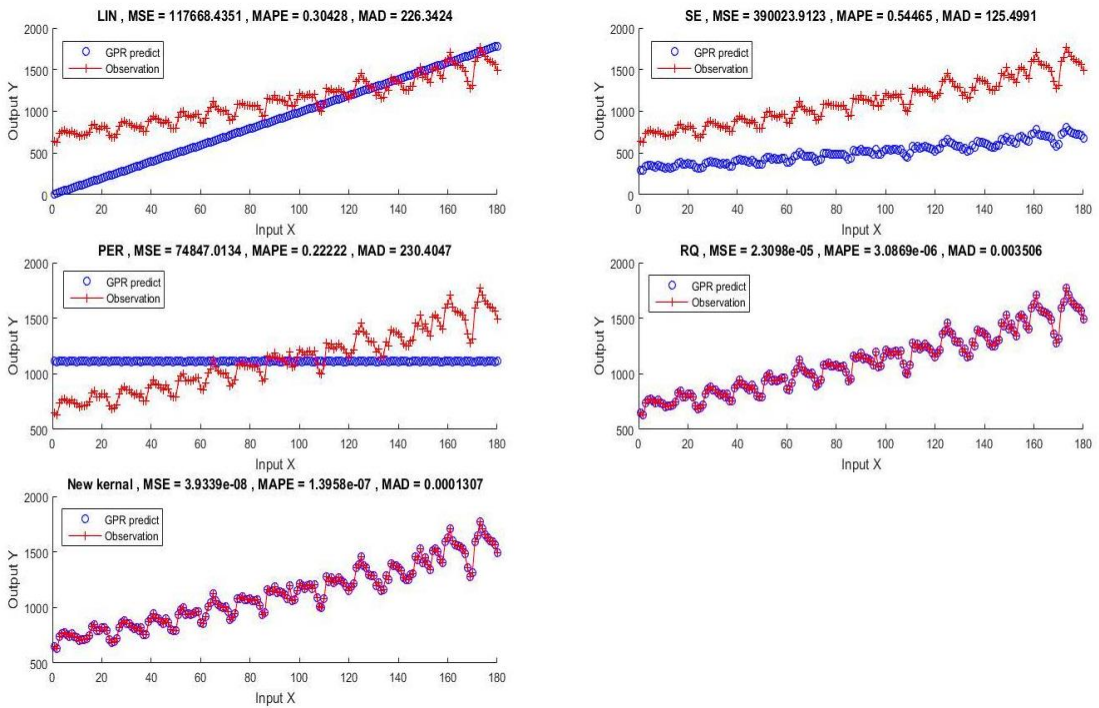 LIN , MSE = 117668.4351 , MAPE = 0.30428 , MAD = 226.3424
2000
1500
1000
500
0
Output Y
GPR predict
Observation
0 20 40 60 80 100 120 140 160 180
Input X
SE , MSE = 390023.9123 , MAPE = 0.54465 , MAD = 125.4991
2000
1500
1000
500
0
Output Y
GPR predict
Observation
0 20 40 60 80 100 120 140 160 180
Input X
PER , MSE = 74847.0134 , MAPE = 0.22222 , MAD = 230.4047
2000
1500
1000
500
Output Y
GPR predict
Observation
0 20 40 60 80 100 120 140 160 180
Input X
RQ , MSE = 2.3098e-05 , MAPE = 3.0869e-06 , MAD = 0.003506
2000
1500
1000
500
Output Y
GPR predict
Observation
0 20 40 60 80 100 120 140 160 180
Input X
New kernal , MSE = 3.9339e-08 , MAPE = 1.3958e-07 , MAD = 0.0001307
2000
1500
1000
500
Output Y
GPR predict
Observation
0 20 40 60 80 100 120 140 160 180
Input X